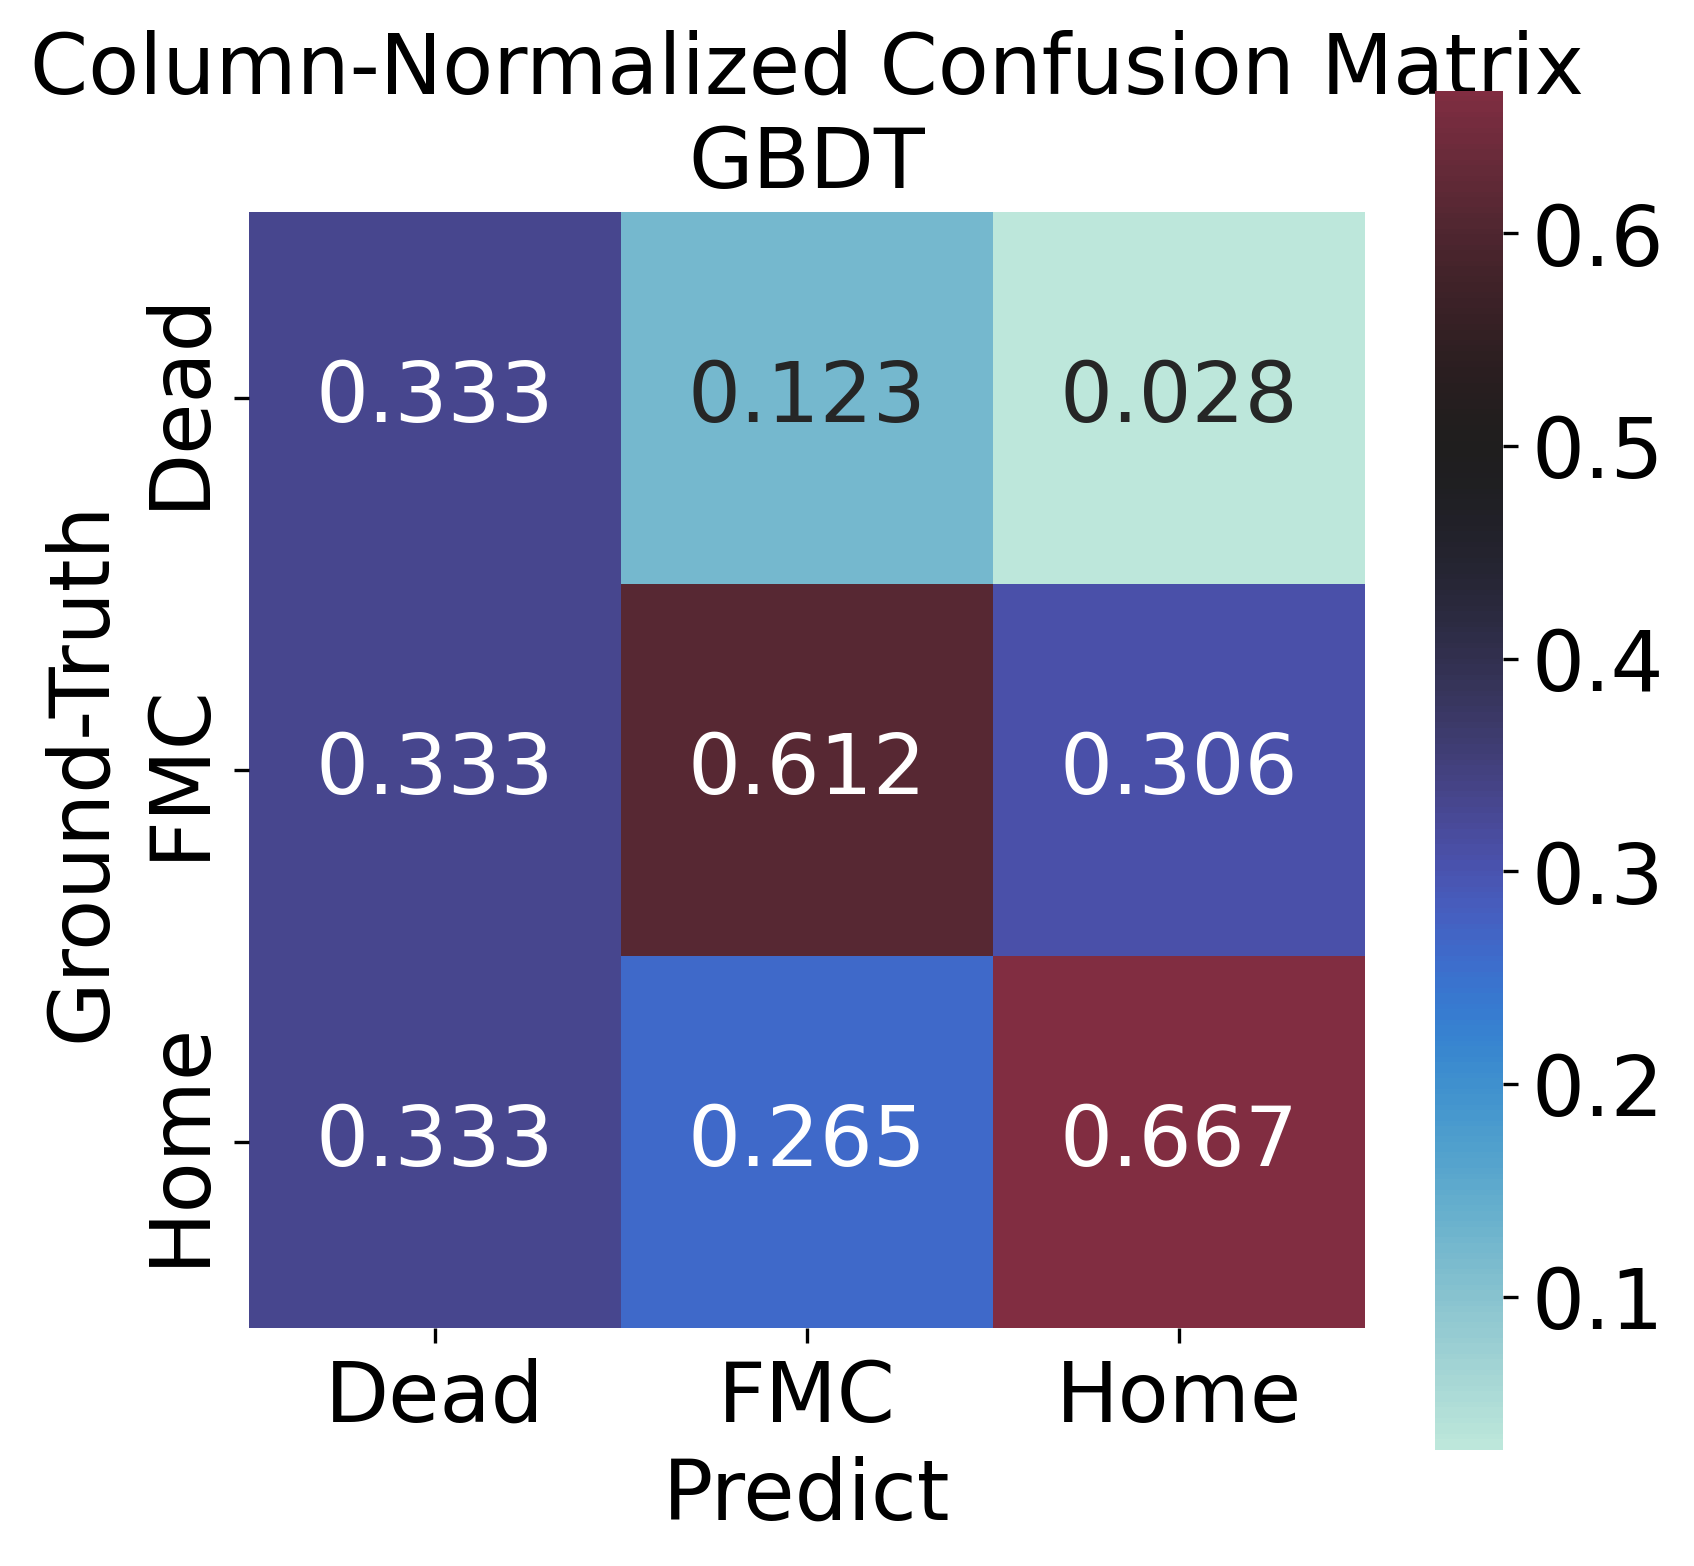 Column-Normalized Confusion Matrix
GBDT
Ground-Truth
Dead
FMC
Home
0.333 0.123 0.028
0.333 0.612 0.306
0.333 0.265 0.667
Dead FMC Home
Predict
0.6
0.5
0.4
0.3
0.2
0.1